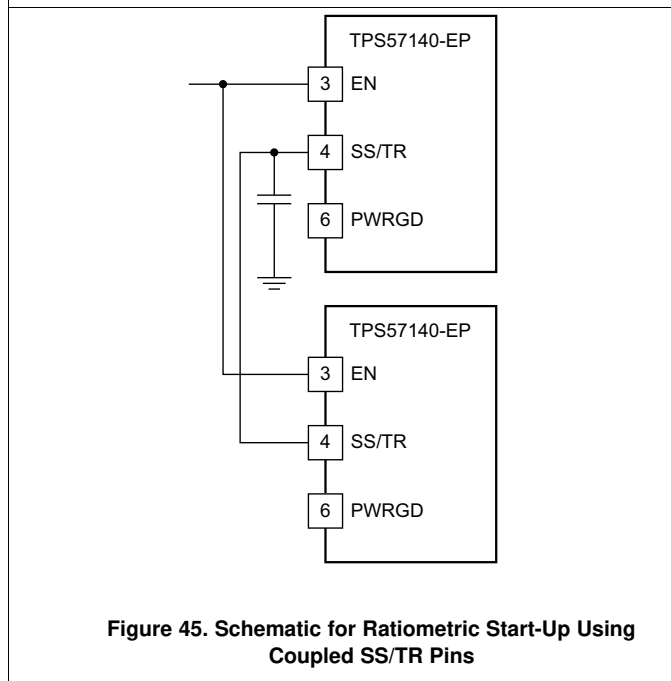 TPS57140-EP
3 EN
4 SS/TR
6 PWRGD
TPS57140-EP
3 EN
4 SS/TR
6 PWRGD
Figure 45. Schematic for Ratiometric Start-Up Using
Coupled SS/TR Pins